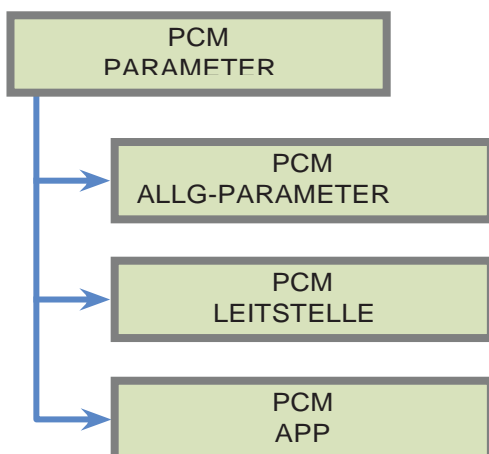 PCM
PARAMETER
PCM
ALLG-PARAMETER
PCM
LEITSTELLE
PCM
APP